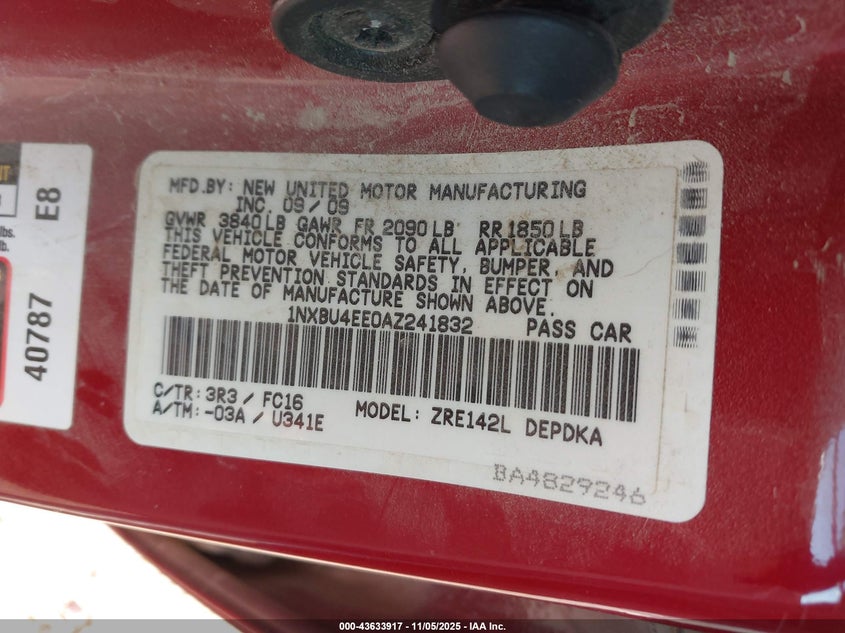 MFD.BY: NEW UNITED MOTOR MANUFACTURING
INC. 09/09
GVWR 3840LB GAWR FR 2090LB RR1850LB
THIS VEHICLE CONFORMS TO ALL APPLICABLE
FEDERAL MOTOR VEHICLE SAFETY, BUMPER, AND
THEFT PREVENTION STANDARDS IN EFFECT ON
THE DATE OF MANUFACTURE SHOWN ABOVE.
1NXBU4EE0AZ241832 PASS CAR
C/TR: 3R3 / FC16
A/TM: -03A / U341E
MODEL: ZRE142L DEPDKA
BA4829246
E8
40787
lbs.
lb.
000-43633917 - 11/05/2025 - IAA Inc.